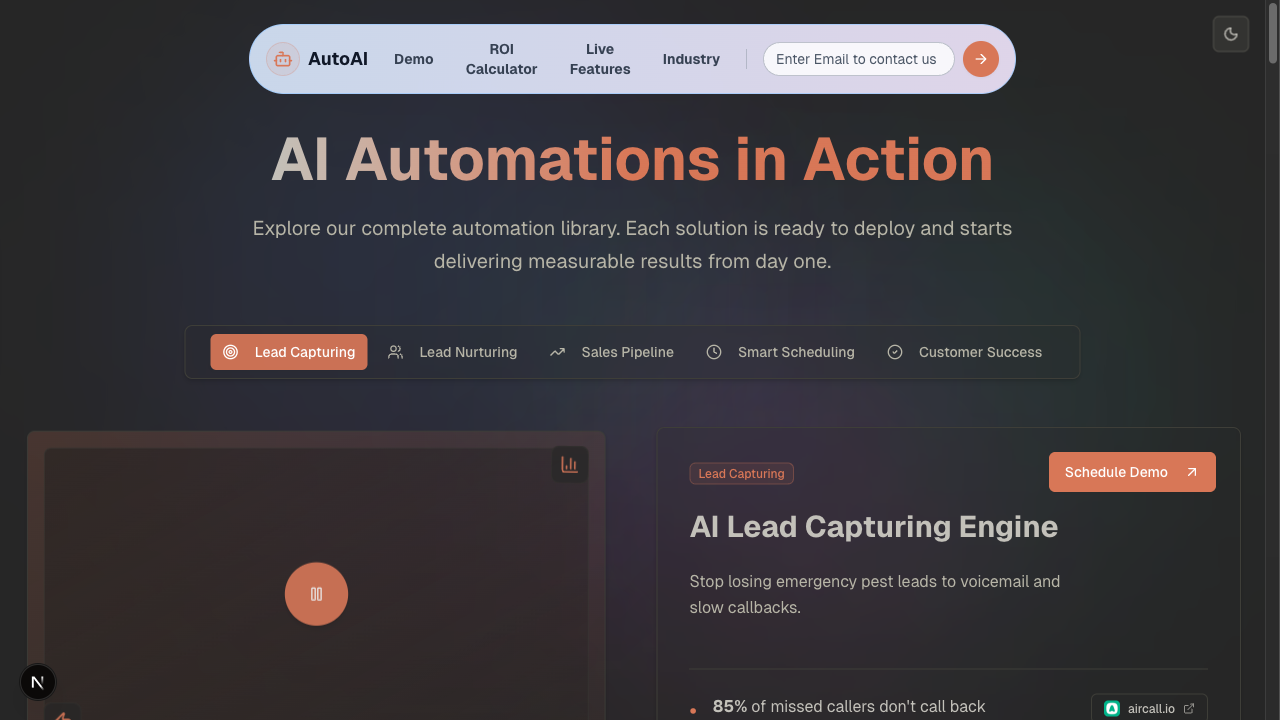 AutoAI
Demo
ROI
Calculator
Live
Features
Industry
Enter Email to contact us
AI Automations in Action
Explore our complete automation library. Each solution is ready to deploy and starts
delivering measurable results from day one.
Lead Capturing
Lead Nurturing
Sales Pipeline
Smart Scheduling
Customer Success
Lead Capturing
Schedule Demo
AI Lead Capturing Engine
Stop losing emergency pest leads to voicemail and
slow callbacks.
N
85% of missed callers don't call back
aircall.io